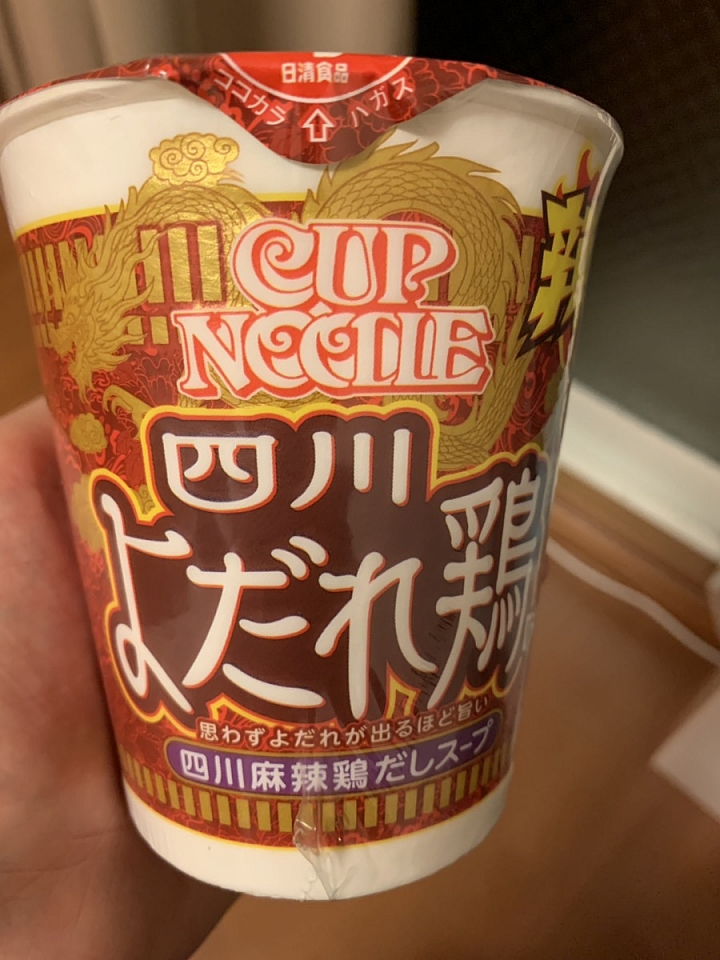 日清食品
ココカラ ハガス
CUP
NOODLE
四川
よだれ鶏
思わずよだれが出るほど旨い
四川麻辣鶏だしスープ